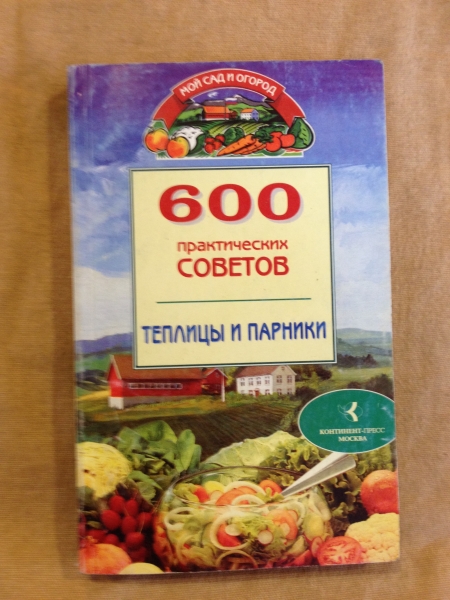 МОЙ САД И ОГОРОД
600
практических
СОВЕТОВ
ТЕПЛИЦЫ И ПАРНИКИ
КОНТИНЕНТ-ПРЕСС
МОСКВА